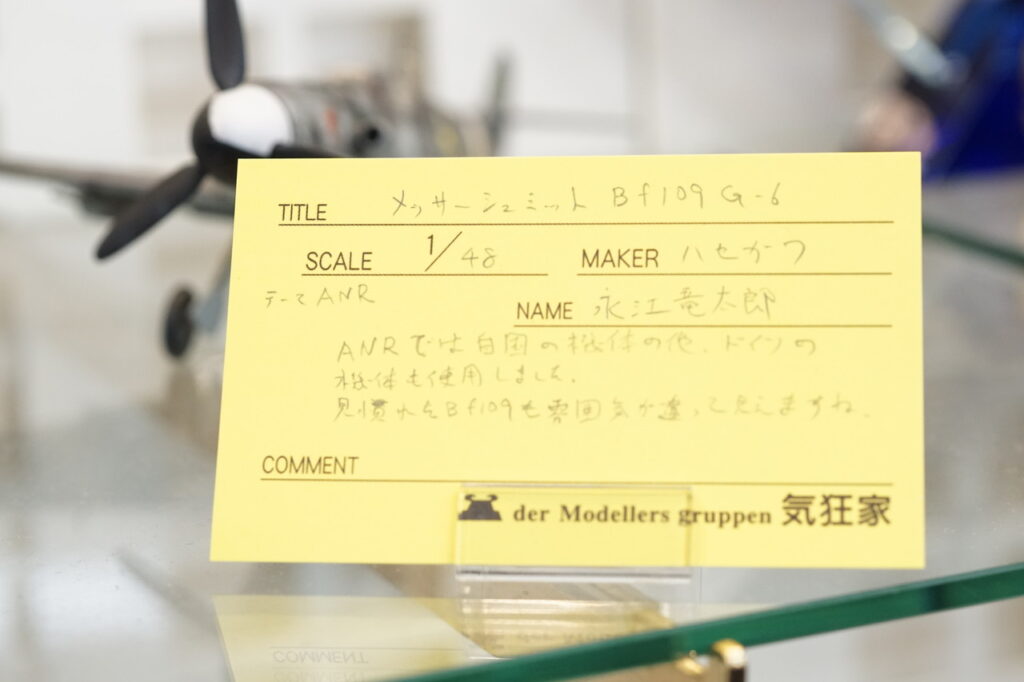 TITLE メッサーシュミット Bf109 G-6
SCALE 1/48 MAKER ハセガワ
テーマ ANR NAME 永江竜太郎
ANRでは自国の機体の他、ドイツの
機体も使用しました。
見慣れたBf109も雰囲気が違って見えますね。
COMMENT
der Modellers gruppen 気狂家